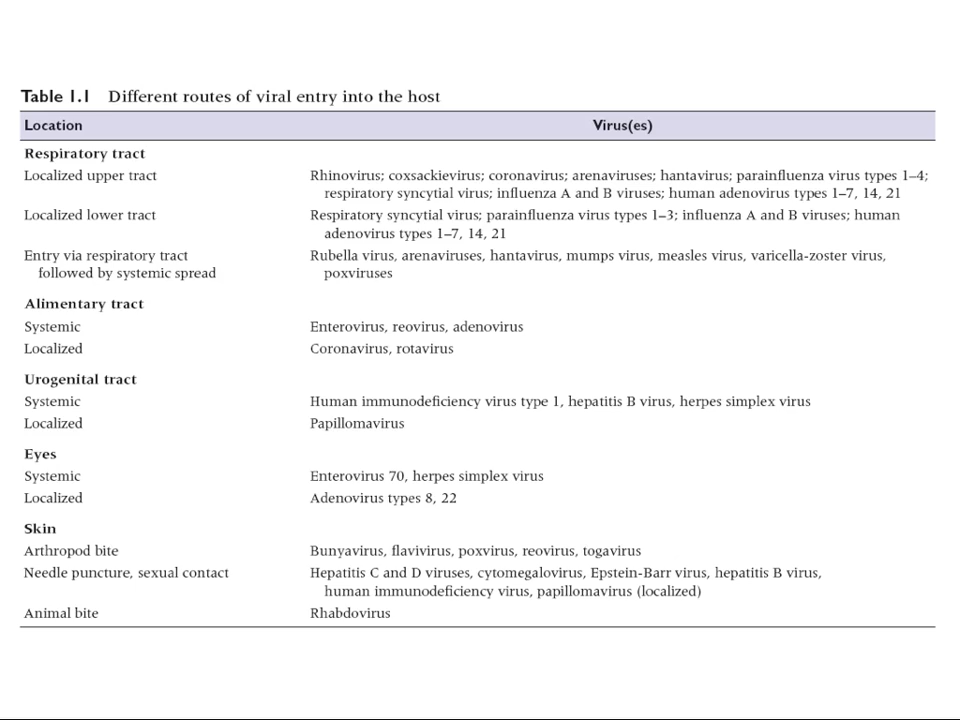 Table 1.1 Different routes of viral entry into the host
Location Virus(es)
Respiratory tract
Localized upper tract Rhinovirus; coxsackievirus; coronavirus; arenaviruses; hantavirus; parainfluenza virus types 1–4;
respiratory syncytial virus; influenza A and B viruses; human adenovirus types 1–7, 14, 21
Localized lower tract Respiratory syncytial virus; parainfluenza virus types 1–3; influenza A and B viruses; human
adenovirus types 1–7, 14, 21
Entry via respiratory tract Rubella virus, arenaviruses, hantavirus, mumps virus, measles virus, varicella-zoster virus,
followed by systemic spread poxviruses
Alimentary tract
Systemic Enterovirus, reovirus, adenovirus
Localized Coronavirus, rotavirus
Urogenital tract
Systemic Human immunodeficiency virus type 1, hepatitis B virus, herpes simplex virus
Localized Papillomavirus
Eyes
Systemic Enterovirus 70, herpes simplex virus
Localized Adenovirus types 8, 22
Skin
Arthropod bite Bunyavirus, flavivirus, poxvirus, reovirus, togavirus
Needle puncture, sexual contact Hepatitis C and D viruses, cytomegalovirus, Epstein-Barr virus, hepatitis B virus,
human immunodeficiency virus, papillomavirus (localized)
Animal bite Rhabdovirus